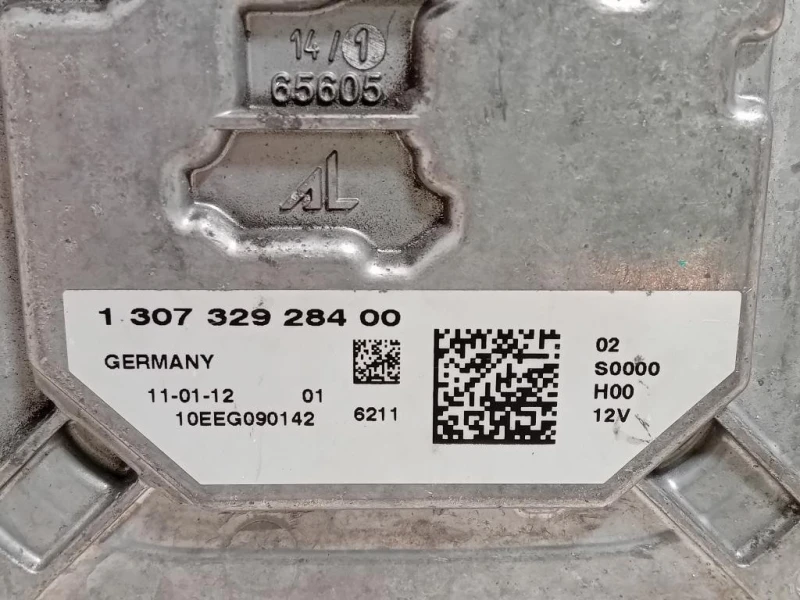 14/1
65605
AL
1 307 329 284 00
GERMANY
11-01-12 01
10EEG090142
6211
02
S0000
H00
12V